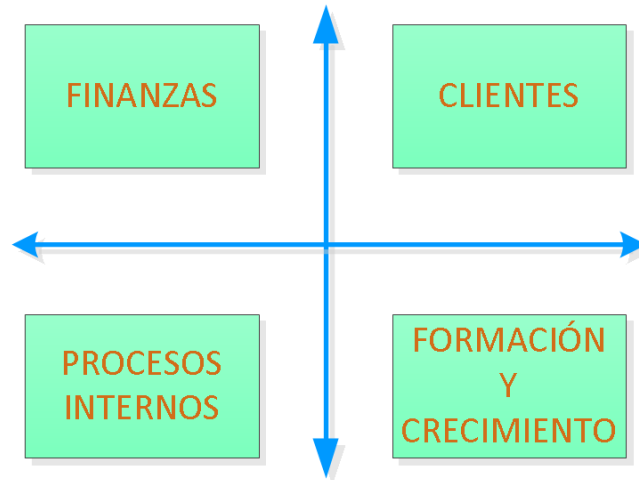 FINANZAS
CLIENTES
PROCESOS
INTERNOS
FORMACIÓN
Y
CRECIMIENTO